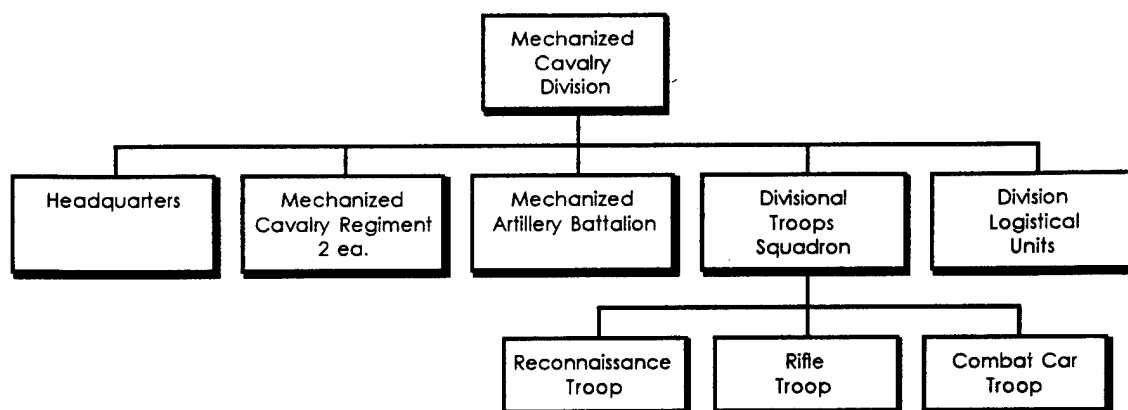 Mechanized
Cavalry
Division
Headquarters
Mechanized
Cavalry Regiment
2 ea.
Mechanized
Artillery Battalion
Divisional
Troops
Squadron
Division
Logistical
Units
Reconnaissance
Troop
Rifle
Troop
Combat Car
Troop